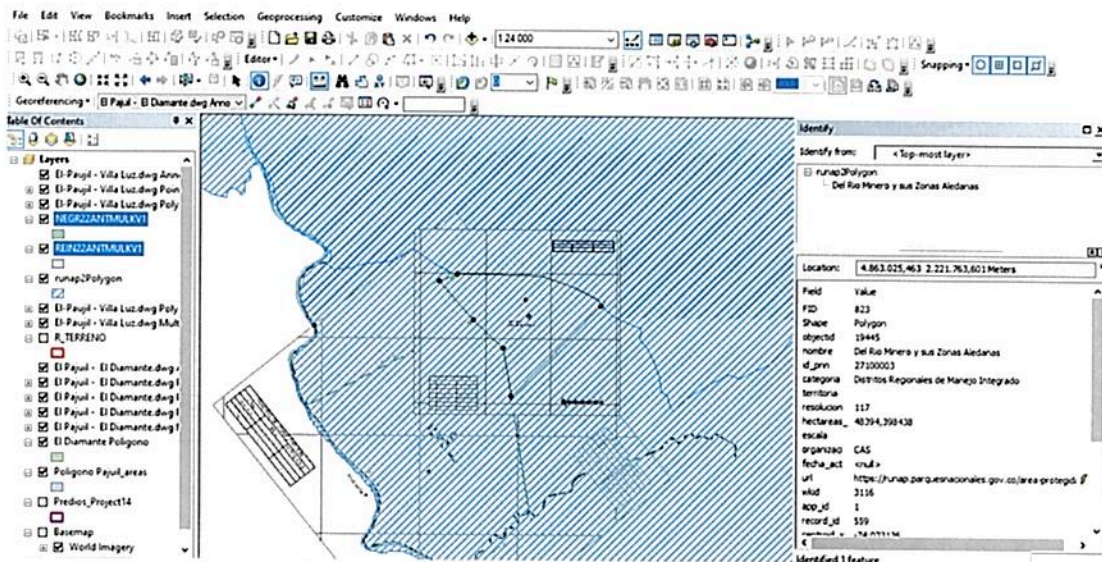 File Edit View Bookmarks Insert Selection Geoprocessing Customize Windows Help
1:24.000
Editor
Snapping
Georeferencing El Pajuil - El Diamante.dwg Anno
Table Of Contents
Layers
El-Paujil - Villa Luz.dwg Ann
El-Paujil - Villa Luz.dwg Poin
El-Paujil - Villa Luz.dwg Poly
NEGR22ANTMULKV1
REIN22ANTMULKV1
runap2Polygon
El-Paujil - Villa Luz.dwg Poly
El-Paujil - Villa Luz.dwg Mult
R_TERRENO
El Pajuil - El Diamante.dwg
El Pajuil - El Diamante.dwg
El Pajuil - El Diamante.dwg
El Pajuil - El Diamante.dwg
El Pajuil - El Diamante.dwg
El Diamante Poligono
Poligono Pajuil_areas
Predios_Project14
Basemap
World Imagery
Identify
Identify from: <Top-most layer>
runap2Polygon
Del Rio Minero y sus Zonas Aledanas
Location: 4.863.025,463 2.221.763,601 Meters
Field Value
FID 823
Shape Polygon
objectid 19445
nombre Del Rio Minero y sus Zonas Aledanas
id_pnn 27100003
categoria Distritos Regionales de Manejo Integrado
territoria
resolucion 117
hectareas_ 48394,398438
escala
organizao CAS
fecha_act <null>
url https://runap.parquesnacionales.gov.co/area-protegid
3116
app_id 1
record_id 559
Identified 1 feature